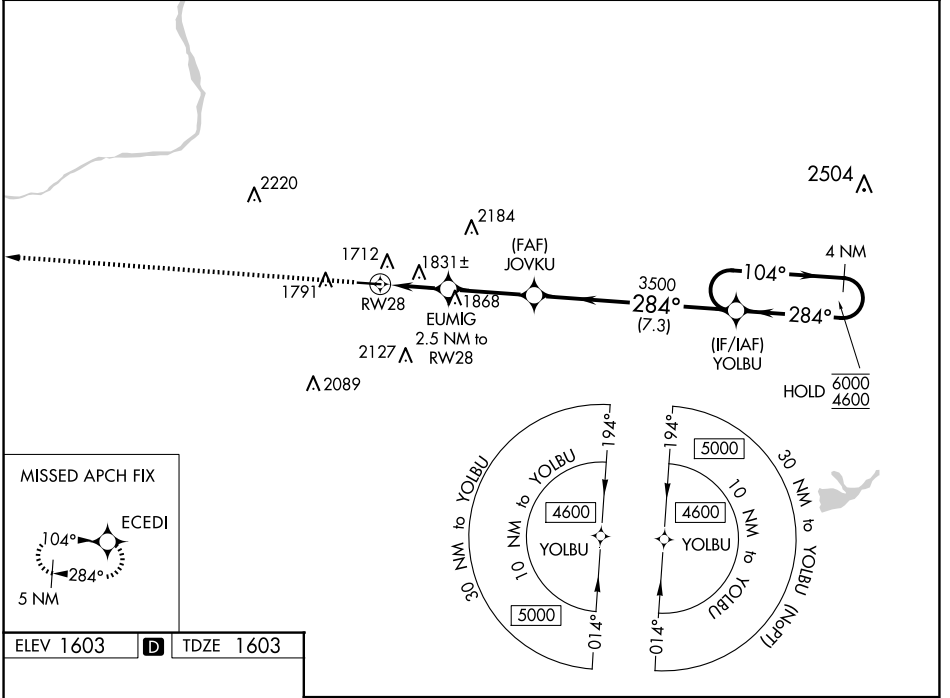 2504
2220
2184
(FAF)
JOVKU
4 NM
1712
1831±
104°
3500
284°
(7.3)
284°
1791
RW28
1868
EUMIG
2.5 NM to
RW28
(IF/IAF)
YOLBU
2127
2089
HOLD 6000
4600
MISSED APCH FIX
ECEDI
104°
284°
5 NM
30 NM to YOLBU
10 NM to YOLBU
194°
4600
YOLBU
5000
014°
194°
5000
4600
YOLBU
10 NM to YOLBU
30 NM to YOLBU (NoPT)
014°
ELEV 1603 D TDZE 1603